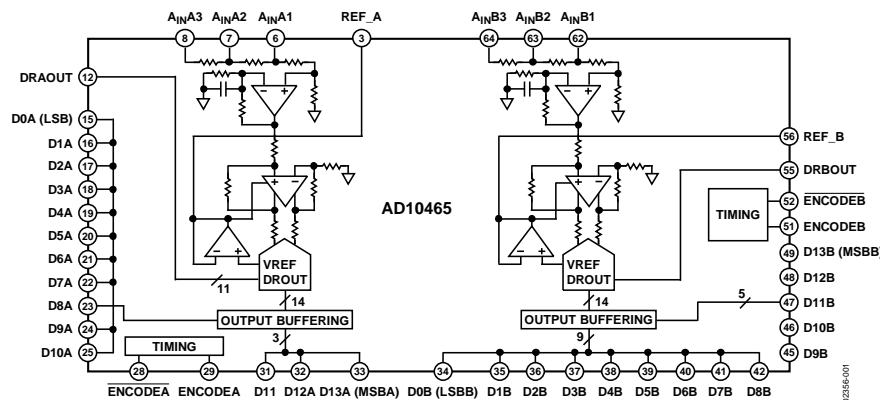 AINA3 AINA2 AINA1 REF_A AINB3 AINB2 AINB1
8 7 6 3 64 63 62
DRAOUT 12
D0A (LSB) 15
D1A 16
D2A 17
D3A 18
D4A 19
D5A 20
D6A 21
D7A 22
D8A 23
D9A 24
D10A 25
− +
+ −
− +
VREF
DROUT
11
14
OUTPUT BUFFERING
3
TIMING
AD10465
− +
+ −
− +
VREF
DROUT
14
OUTPUT BUFFERING
9
5
TIMING
56 REF_B
55 DRBOUT
52 ENCODEB
51 ENCODEB
49 D13B (MSBB)
48 D12B
47 D11B
46 D10B
45 D9B
28 29 31 32 33 34 35 36 37 38 39 40 41 42
ENCODEA ENCODEA D11 D12A D13A (MSBA) D0B (LSBB) D1B D2B D3B D4B D5B D6B D7B D8B
02356-001